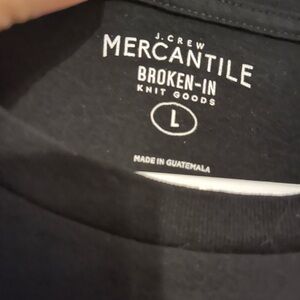 J.CREW
MERCANTILE
BROKEN-IN
KNIT GOODS
L
MADE IN GUATEMALA